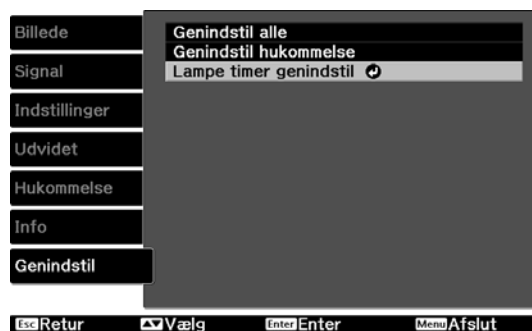 Billede
Signal
Indstillinger
Udvidet
Hukommelse
Info
Genindstil
Genindstil alle
Genindstil hukommelse
Lampe timer genindstil
Esc Retur Vælg Enter Enter Menu Afslut